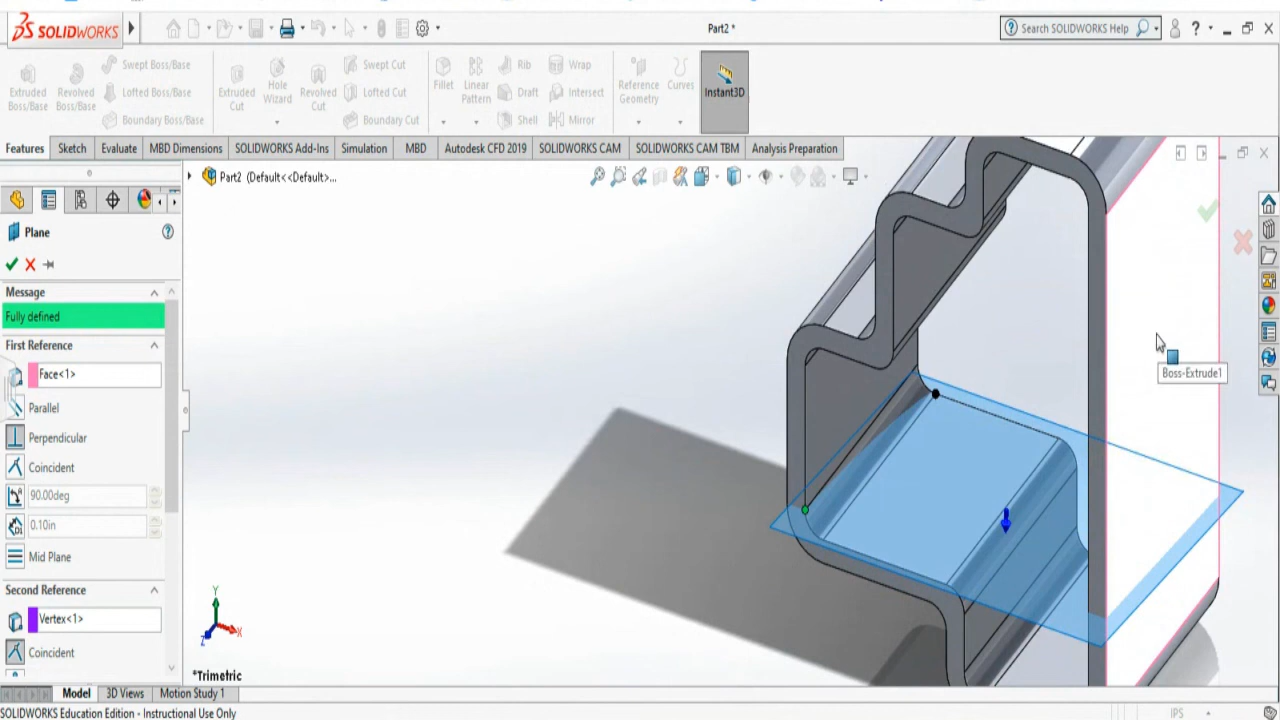 SOLIDWORKS
Part2 *
Search SOLIDWORKS Help
Extruded Boss/Base
Revolved Boss/Base
Swept Boss/Base
Lofted Boss/Base
Boundary Boss/Base
Extruded Cut
Hole Wizard
Revolved Cut
Swept Cut
Lofted Cut
Boundary Cut
Fillet
Linear Pattern
Rib
Draft
Shell
Wrap
Intersect
Mirror
Reference Geometry
Curves
Instant3D
Features
Sketch
Evaluate
MBD Dimensions
SOLIDWORKS Add-Ins
Simulation
MBD
Autodesk CFD 2019
SOLIDWORKS CAM
SOLIDWORKS CAM TBM
Analysis Preparation
Part2 (Default<<Default>...
Plane
Message
Fully defined
First Reference
Face<1>
Parallel
Perpendicular
Coincident
90.00deg
0.10in
Mid Plane
Second Reference
Vertex<1>
Coincident
Boss-Extrude1
Y
X
Z
*Trimetric
Model
3D Views
Motion Study 1
SOLIDWORKS Education Edition - Instructional Use Only
IPS